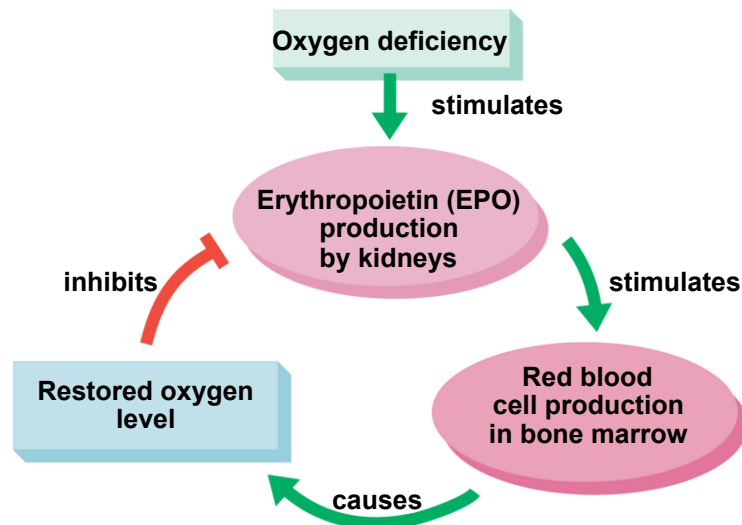 Oxygen deficiency
stimulates
Erythropoietin (EPO)
production
by kidneys
inhibits
stimulates
Restored oxygen
level
Red blood
cell production
in bone marrow
causes